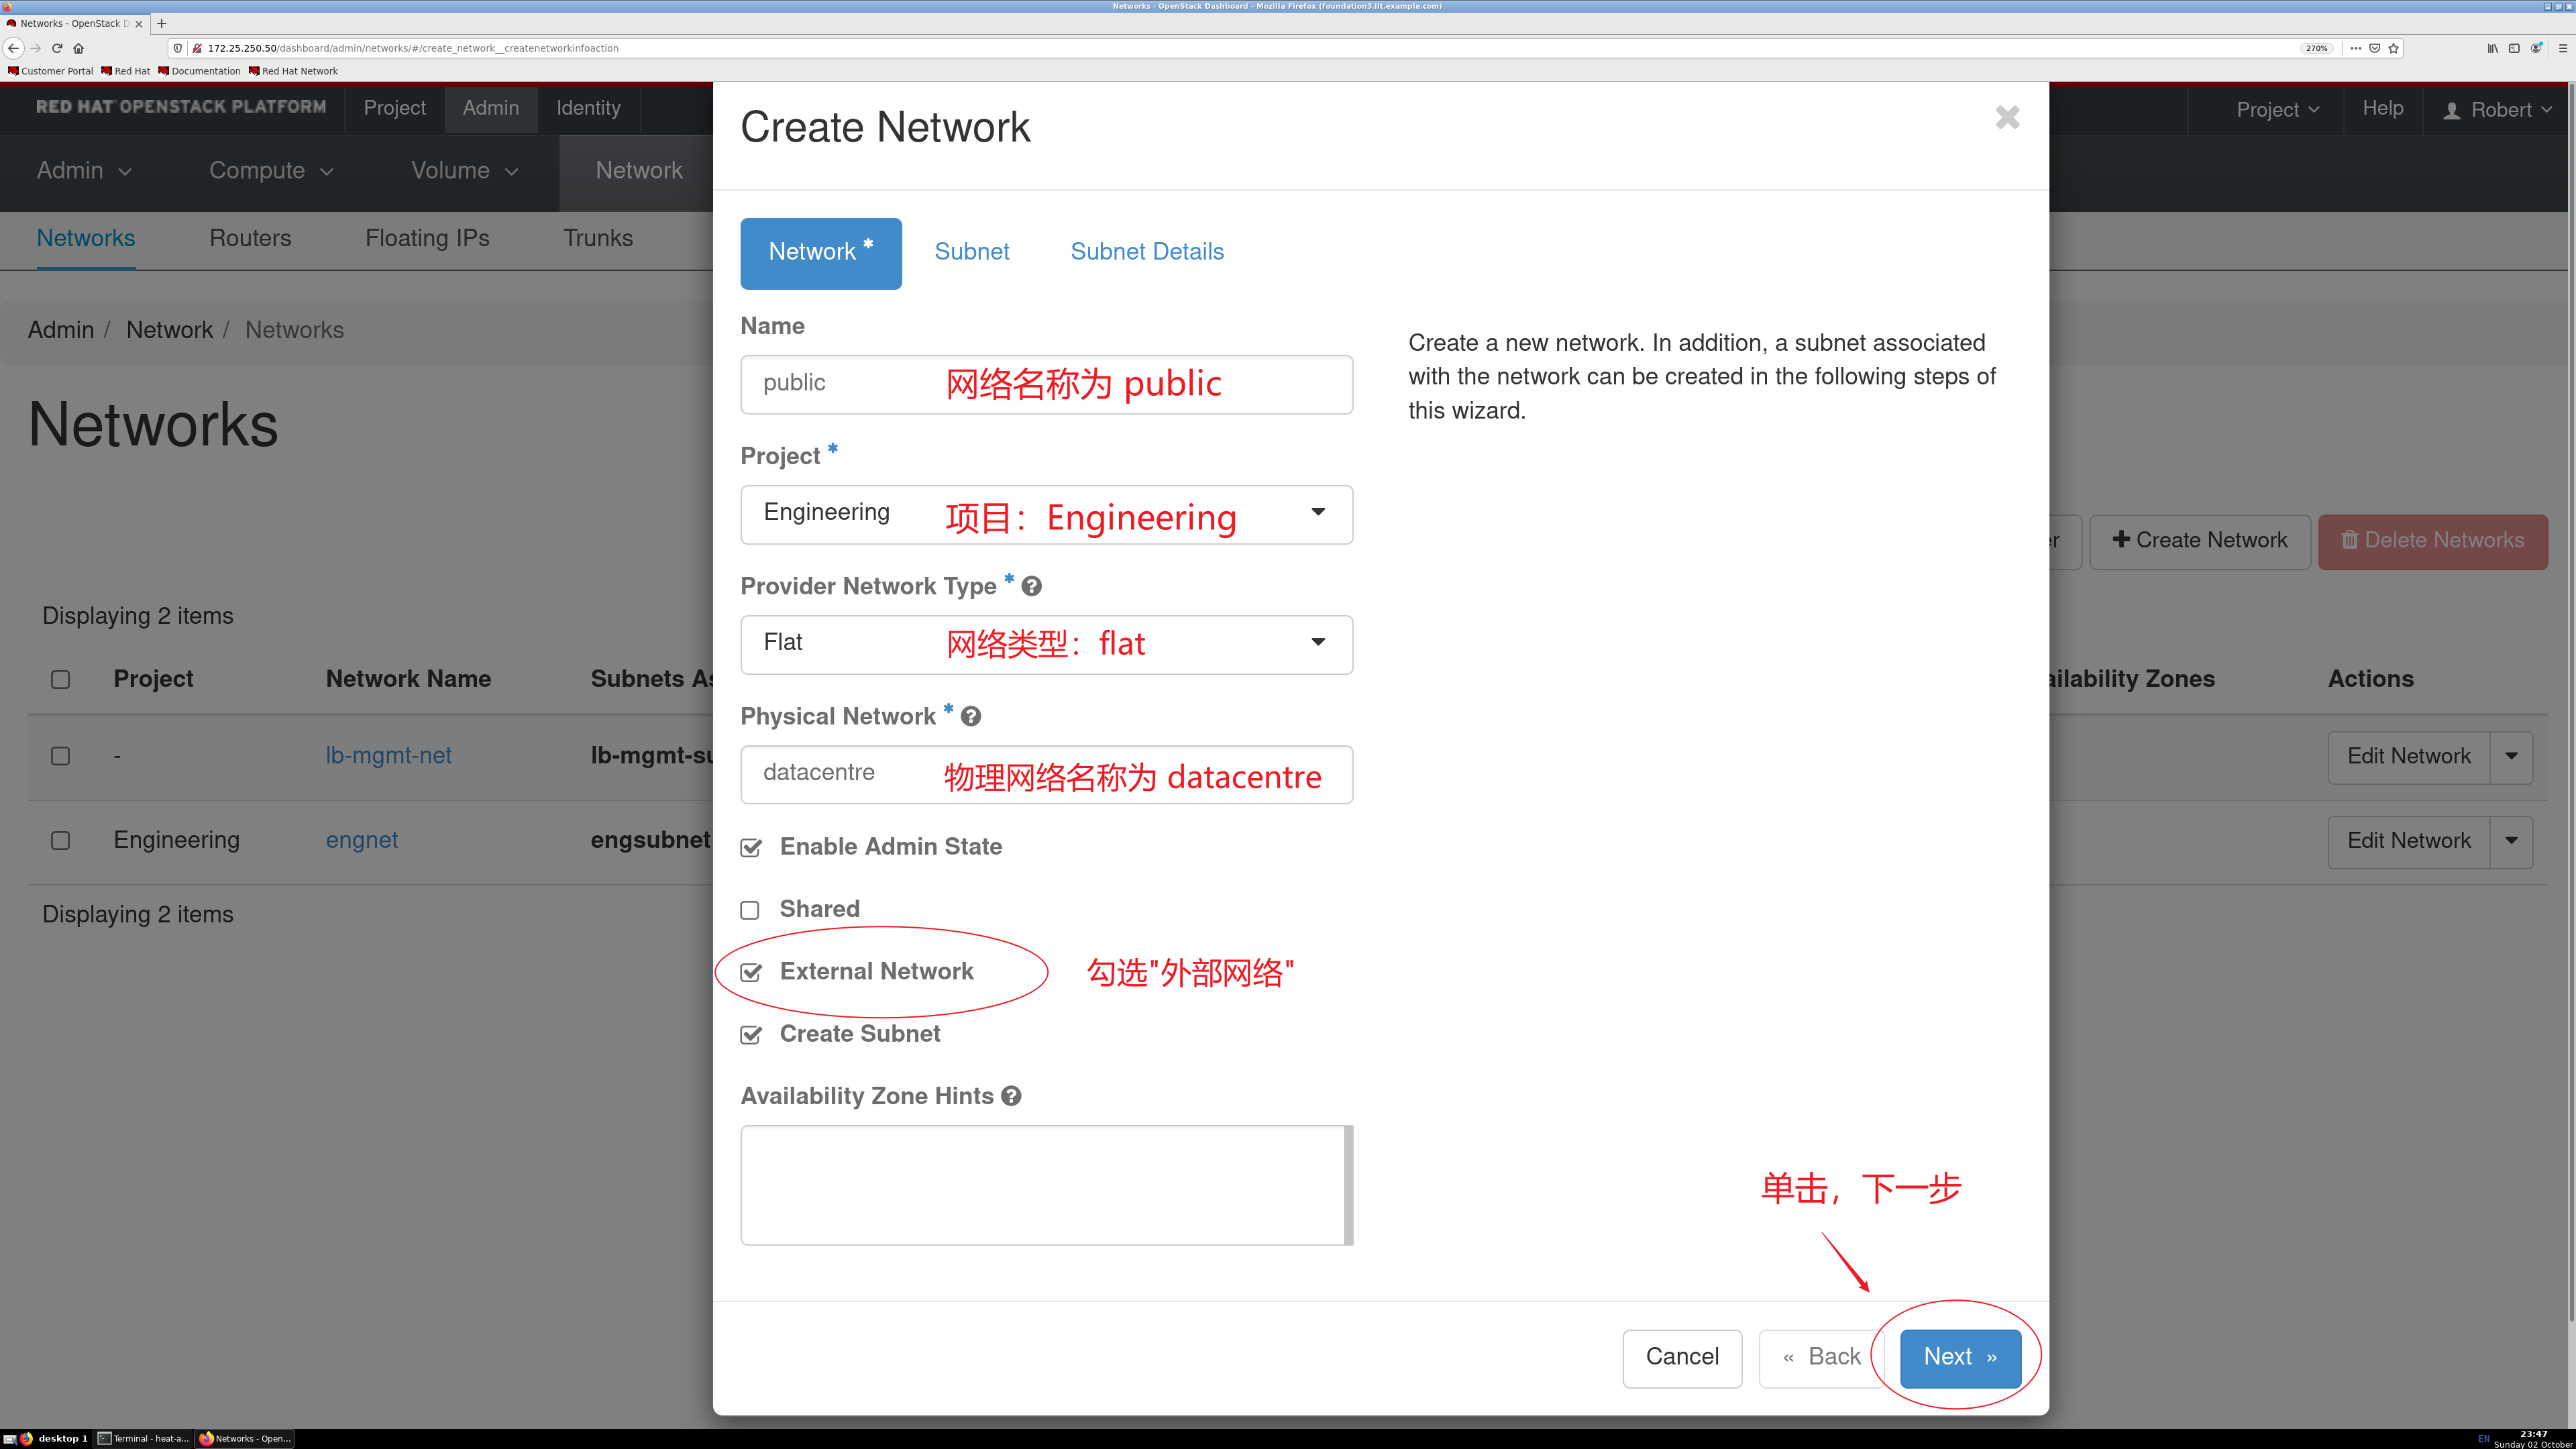 Networks - OpenStack Dashboard - Mozilla Firefox (foundation3.ilt.example.com)
Networks - OpenStack D
172.25.250.50/dashboard/admin/networks/#/create_network__createnetworkinfoaction
270%
Customer Portal Red Hat Documentation Red Hat Network
RED HAT OPENSTACK PLATFORM Project Admin Identity Project Help Robert
Admin Compute Volume Network
Networks Routers Floating IPs Trunks
Admin / Network / Networks
Networks
Create Network Delete Networks
Displaying 2 items
Project Network Name Subnets As ailability Zones Actions
- lb-mgmt-net lb-mgmt-su Edit Network
Engineering engnet engsubnet Edit Network
Displaying 2 items
Create Network
Network * Subnet Subnet Details
Name
public 网络名称为 public
Project *
Engineering 项目：Engineering
Provider Network Type *
Flat 网络类型：flat
Physical Network *
datacentre 物理网络名称为 datacentre
Enable Admin State
Shared
External Network 勾选"外部网络"
Create Subnet
Availability Zone Hints
Create a new network. In addition, a subnet associated
with the network can be created in the following steps of
this wizard.
单击，下一步
Cancel « Back Next »
desktop 1 Terminal - heat-a... Networks - Open...
EN 23:47
Sunday 02 October